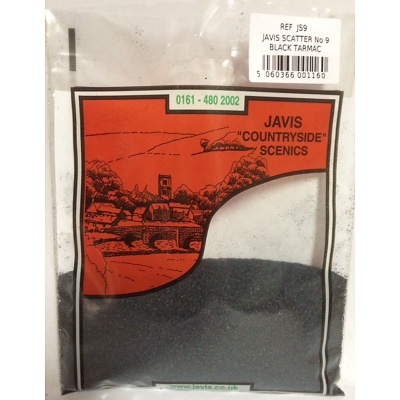 REF JS9
JAVIS SCATTER No 9
BLACK TARMAC
5 060366 001160
0161 - 480 2002
JAVIS
"COUNTRYSIDE"
SCENICS
www.javis.co.uk